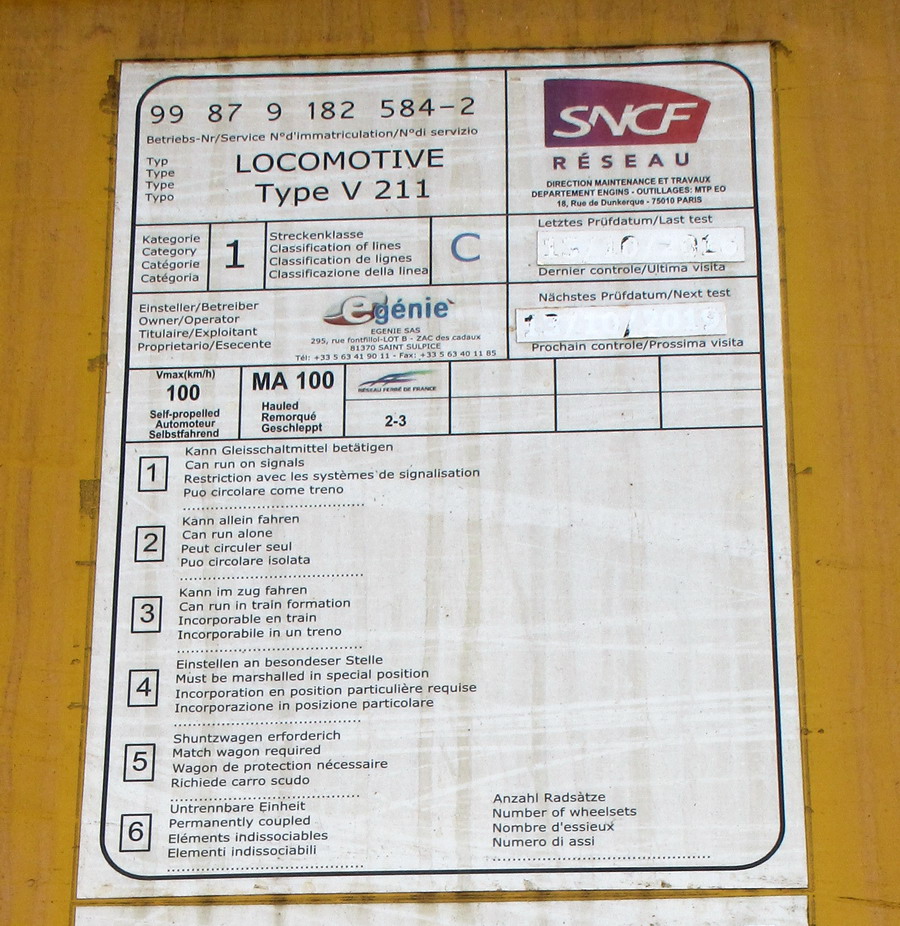 99 87 9 182 584-2
Betriebs-Nr/Service N°d'immatriculation/N°di servizio
Typ
Type
Type
Typo
LOCOMOTIVE
Type V 211
SNCF
RÉSEAU
DIRECTION MAINTENANCE ET TRAVAUX
DEPARTEMENT ENGINS - OUTILLAGES: MTP EO
18, Rue de Dunkerque - 75010 PARIS
Kategorie
Category
Catégorie
Catégoria
1
Streckenklasse
Classification of lines
Classification de lignes
Classificazione della linea
C
Letztes Prüfdatum/Last test
Dernier controle/Ultima visita
Einsteller/Betreiber
Owner/Operator
Titulaire/Exploitant
Proprietario/Esecente
egénie
EGENIE SAS
295, rue fontfillol-LOT B - ZAC des cadaux
81370 SAINT SULPICE
Tél: +33 5 63 41 90 11 - Fax: +33 5 63 40 11 85
Nächstes Prüfdatum/Next test
Prochain controle/Prossima visita
Vmax(km/h)
100
Self-propelled
Automoteur
Selbstfahrend
MA 100
Hauled
Remorqué
Geschleppt
RÉSEAU FERRÉ DE FRANCE
2-3
1
Kann Gleisschaltmittel betätigen
Can run on signals
Restriction avec les systèmes de signalisation
Puo circolare come treno
2
Kann allein fahren
Can run alone
Peut circuler seul
Puo circolare isolata
3
Kann im zug fahren
Can run in train formation
Incorporable en train
Incorporabile in un treno
4
Einstellen an besondeser Stelle
Must be marshalled in special position
Incorporation en position particulière requise
Incorporazione in posizione particolare
5
Shuntzwagen erforderich
Match wagon required
Wagon de protection nécessaire
Richiede carro scudo
6
Untrennbare Einheit
Permanently coupled
Eléments indissociables
Elementi indissociabili
Anzahl Radsàtze
Number of wheelsets
Nombre d'essieux
Numero di assi